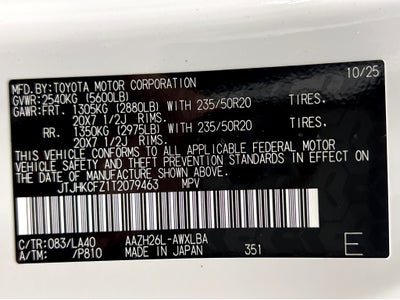 MFD.BY:TOYOTA MOTOR CORPORATION 10/25
GVWR:2540KG (5600LB)
GAWR:FRT. 1305KG (2880LB) WITH 235/50R20 TIRES.
20X7 1/2J RIMS.
RR. 1350KG (2975LB) WITH 235/50R20 TIRES.
20X7 1/2J RIMS.
THIS VEHICLE CONFORMS TO ALL APPLICABLE FEDERAL MOTOR
VEHICLE SAFETY AND THEFT PREVENTION STANDARDS IN EFFECT
ON THE DATE OF MANUFACTURE SHOWN ABOVE.
JTJHKCFZ1T2079463 MPV
C/TR:083/LA40 AAZH26L-AWXLBA
A/TM: /P810 MADE IN JAPAN 351 E